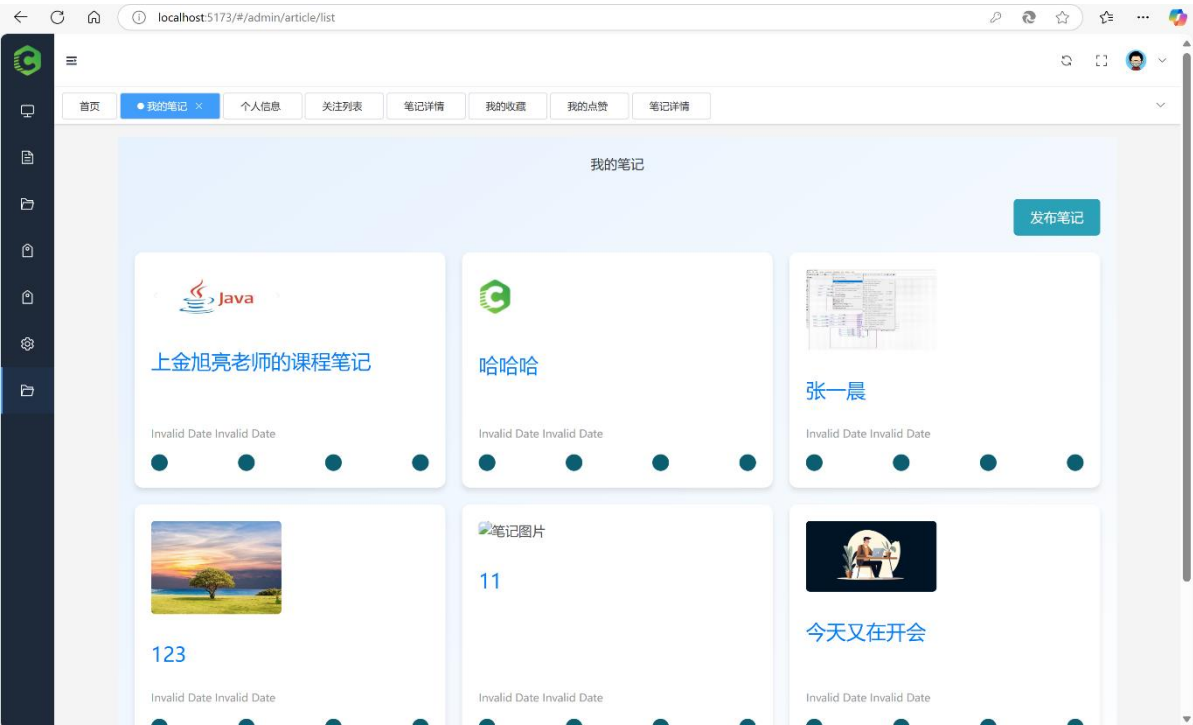 localhost:5173/#/admin/article/list
首页
我的笔记 ×
个人信息
关注列表
笔记详情
我的收藏
我的点赞
笔记详情
我的笔记
发布笔记
Java
上金旭亮老师的课程笔记
Invalid Date Invalid Date
哈哈哈
Invalid Date Invalid Date
张一晨
Invalid Date Invalid Date
123
Invalid Date Invalid Date
笔记图片
11
Invalid Date Invalid Date
今天又在开会
Invalid Date Invalid Date